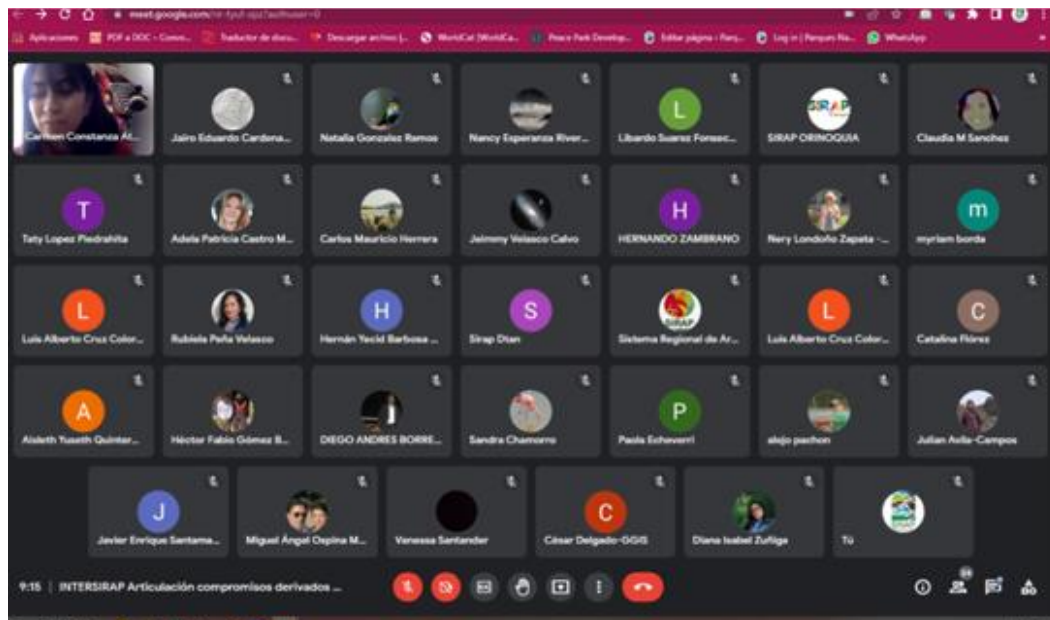 meet.google.com/
Aplicaciones PDF a DOC - Conve... Traductor de docu... Descargar archivo |... WorldCat [WorldCa... Peace Park Develop... Editar página ‹ Parq... Log in | Parques Na... WhatsApp
Carmen Constanza At... Jairo Eduardo Cardena... Natalia Gonzalez Ramos Nancy Esperanza River... Libardo Suarez Fonsec... SIRAP ORINOQUIA Claudia M Sanchez
Taty Lopez Piedrahita Adela Patricia Castro M... Carlos Mauricio Herrera Jeimmy Velasco Calvo HERNANDO ZAMBRANO Nery Londoño Zapata -... myriam borda
Luis Alberto Cruz Color... Rubiela Peña Velasco Hernán Yecid Barbosa ... Sirap Dtan Sistema Regional de Ar... Luis Alberto Cruz Color... Catalina Flórez
Aisleth Yuseth Quinter... Héctor Fabio Gómez B... DIEGO ANDRES BORRE... Sandra Chamorro Paola Echeverri alejo pachon Julian Avila-Campos
Javier Enrique Santama... Miguel Ángel Ospina M... Vanessa Santander César Delgado-GGIS Diana Isabel Zuñiga Tú
9:15 | INTERSIRAP Articulación compromisos derivados ...